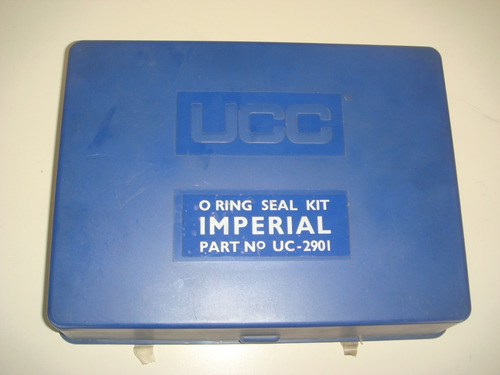 UCC
O RING SEAL KIT
IMPERIAL
PART No UC-2901